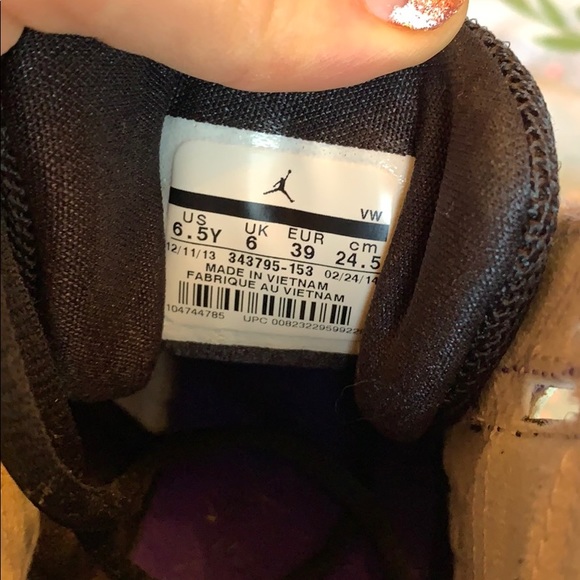 VW
US UK EUR cm
6.5Y 6 39 24.5
12/11/13 343795-153 02/24/14
MADE IN VIETNAM
FABRIQUE AU VIETNAM
104744785 UPC